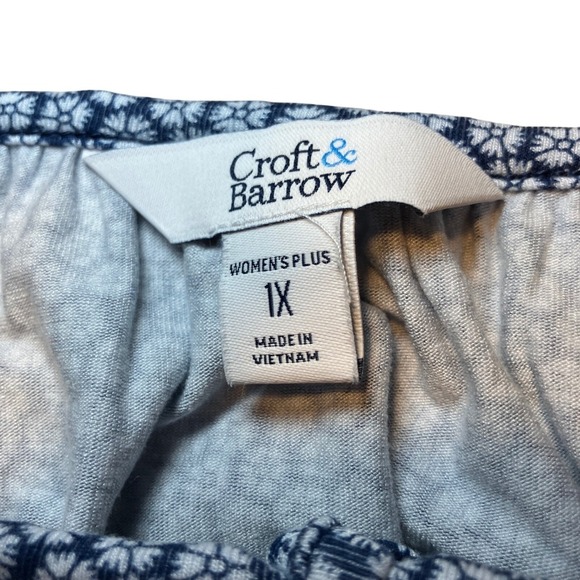 Croft&
Barrow
WOMEN'S PLUS
1X
MADE IN
VIETNAM